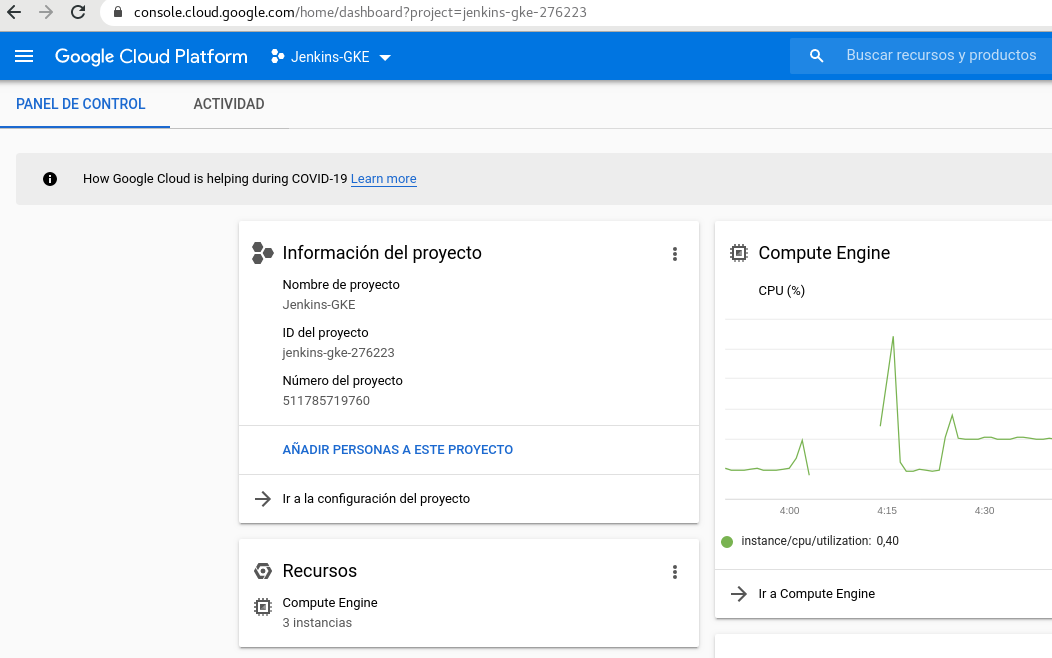 console.cloud.google.com/home/dashboard?project=jenkins-gke-276223
Google Cloud Platform
Jenkins-GKE
Buscar recursos y productos
PANEL DE CONTROL
ACTIVIDAD
How Google Cloud is helping during COVID-19 Learn more
Información del proyecto
Nombre de proyecto
Jenkins-GKE
ID del proyecto
jenkins-gke-276223
Número del proyecto
511785719760
AÑADIR PERSONAS A ESTE PROYECTO
Ir a la configuración del proyecto
Recursos
Compute Engine
3 instancias
Compute Engine
CPU (%)
4:00
4:15
4:30
instance/cpu/utilization: 0,40
Ir a Compute Engine